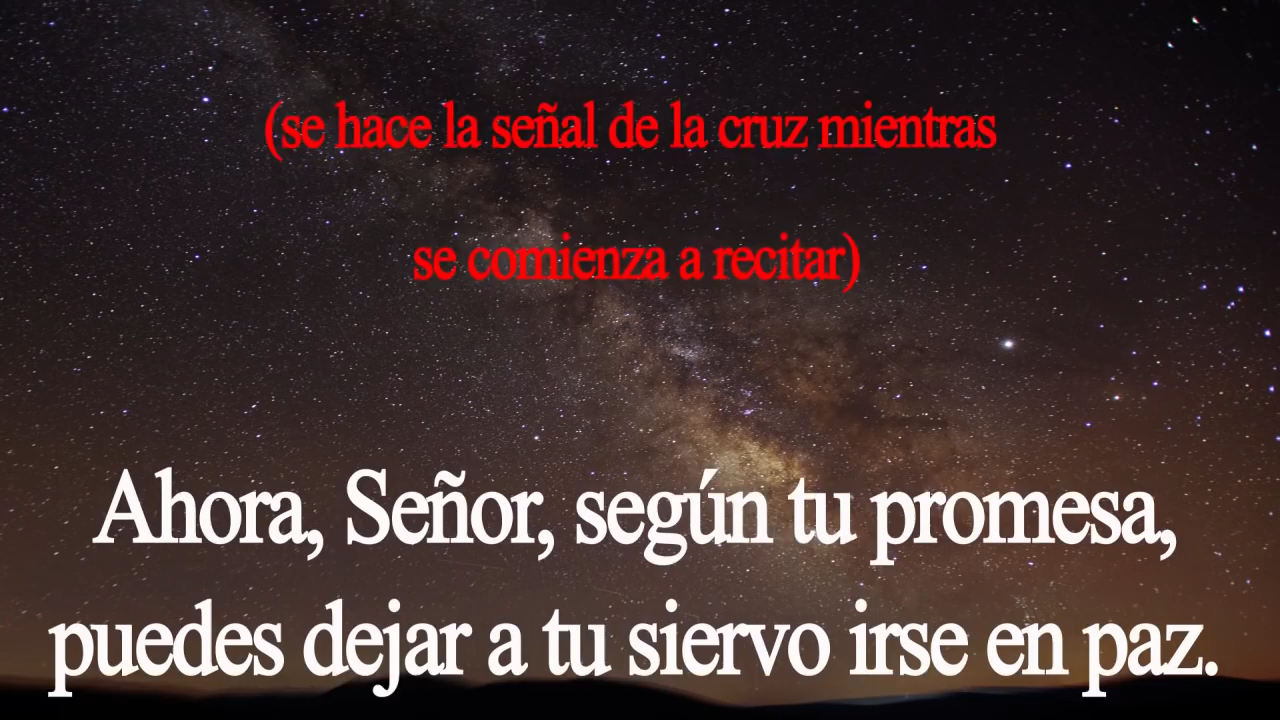 (se hace la señal de la cruz mientras
se comienza a recitar)
Ahora, Señor, según tu promesa,
puedes dejar a tu siervo irse en paz.